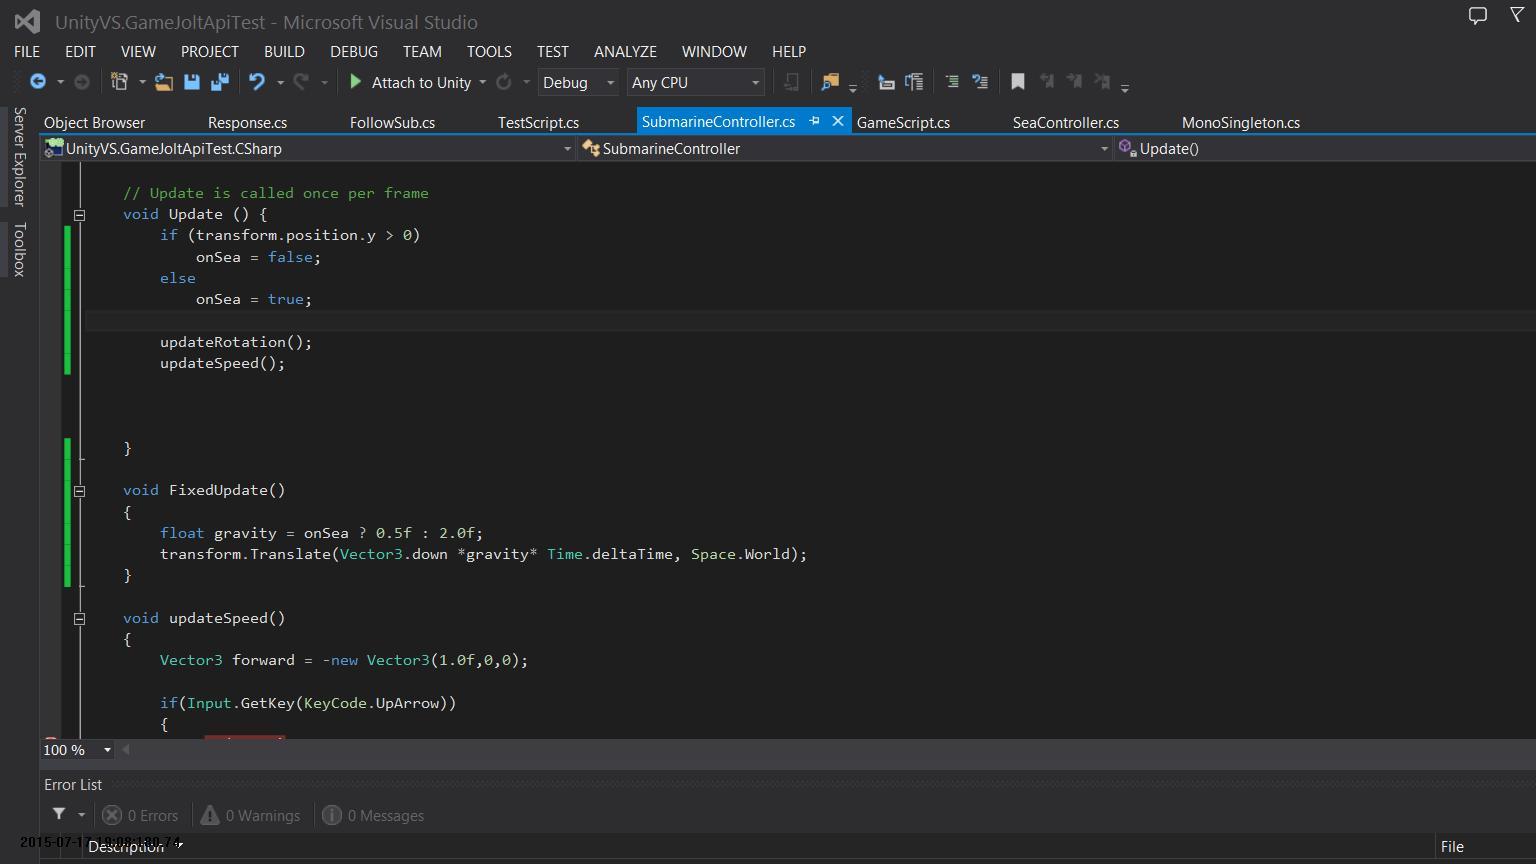 UnityVS.GameJoltApiTest - Microsoft Visual Studio
FILE EDIT VIEW PROJECT BUILD DEBUG TEAM TOOLS TEST ANALYZE WINDOW HELP
Attach to Unity Debug Any CPU
Server Explorer
Toolbox
Object Browser Response.cs FollowSub.cs TestScript.cs SubmarineController.cs GameScript.cs SeaController.cs MonoSingleton.cs
UnityVS.GameJoltApiTest.CSharp SubmarineController Update()
// Update is called once per frame
void Update () {
if (transform.position.y > 0)
onSea = false;
else
onSea = true;
updateRotation();
updateSpeed();
}
void FixedUpdate()
{
float gravity = onSea ? 0.5f : 2.0f;
transform.Translate(Vector3.down *gravity* Time.deltaTime, Space.World);
}
void updateSpeed()
{
Vector3 forward = -new Vector3(1.0f,0,0);
if(Input.GetKey(KeyCode.UpArrow))
{
100 %
Error List
0 Errors 0 Warnings 0 Messages
Description File